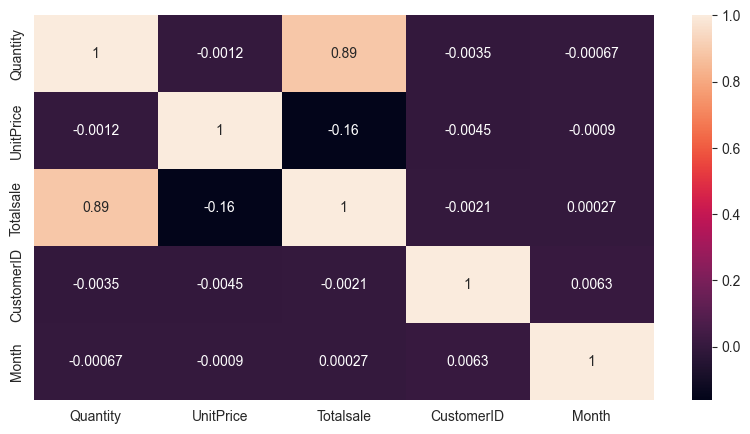 Quantity 1 -0.0012 0.89 -0.0035 -0.00067
UnitPrice -0.0012 1 -0.16 -0.0045 -0.0009
Totalsale 0.89 -0.16 1 -0.0021 0.00027
CustomerID -0.0035 -0.0045 -0.0021 1 0.0063
Month -0.00067 -0.0009 0.00027 0.0063 1
Quantity UnitPrice Totalsale CustomerID Month
1.0
0.8
0.6
0.4
0.2
0.0